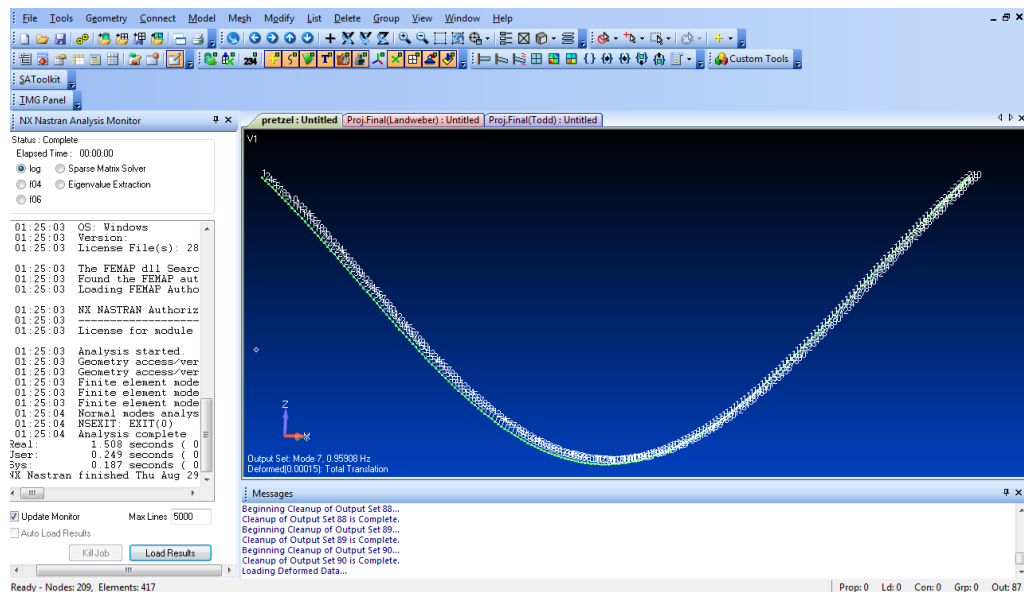 File Tools Geometry Connect Model Mesh Modify List Delete Group View Window Help
234
T
Custom Tools
SAToolkit
TMG Panel
NX Nastran Analysis Monitor
Status : Complete
Elapsed Time : 00:00:00
log Sparse Matrix Solver
f04 Eigenvalue Extraction
f06
01:25:03 OS: Windows
01:25:03 Version:
01:25:03 License File(s): 28
01:25:03 The FEMAP dll Searc
01:25:03 Found the FEMAP aut
01:25:03 Loading FEMAP Autho
01:25:03 NX NASTRAN Authoriz
01:25:03 --------------------
01:25:03 License for module
01:25:03 Analysis started.
01:25:03 Geometry access/ver
01:25:03 Geometry access/ver
01:25:03 Finite element mode
01:25:03 Finite element mode
01:25:03 Finite element mode
01:25:04 Normal modes analys
01:25:04 NSEXIT: EXIT(0)
01:25:04 Analysis complete
Real: 1.508 seconds ( 0
User: 0.249 seconds ( 0
Sys: 0.187 seconds ( 0
NX Nastran finished Thu Aug 29
Update Monitor Max Lines 5000
Auto Load Results
Kill Job Load Results
pretzel : Untitled Proj.Final(Landweber) : Untitled Proj.Final(Todd) : Untitled
V1
Z
X
Output Set: Mode 7, 0.95908 Hz
Deformed(0.00015): Total Translation
Messages
Beginning Cleanup of Output Set 88...
Cleanup of Output Set 88 is Complete.
Beginning Cleanup of Output Set 89...
Cleanup of Output Set 89 is Complete.
Beginning Cleanup of Output Set 90...
Cleanup of Output Set 90 is Complete.
Loading Deformed Data...
Ready - Nodes: 209, Elements: 417 Prop: 0 Ld: 0 Con: 0 Grp: 0 Out: 87